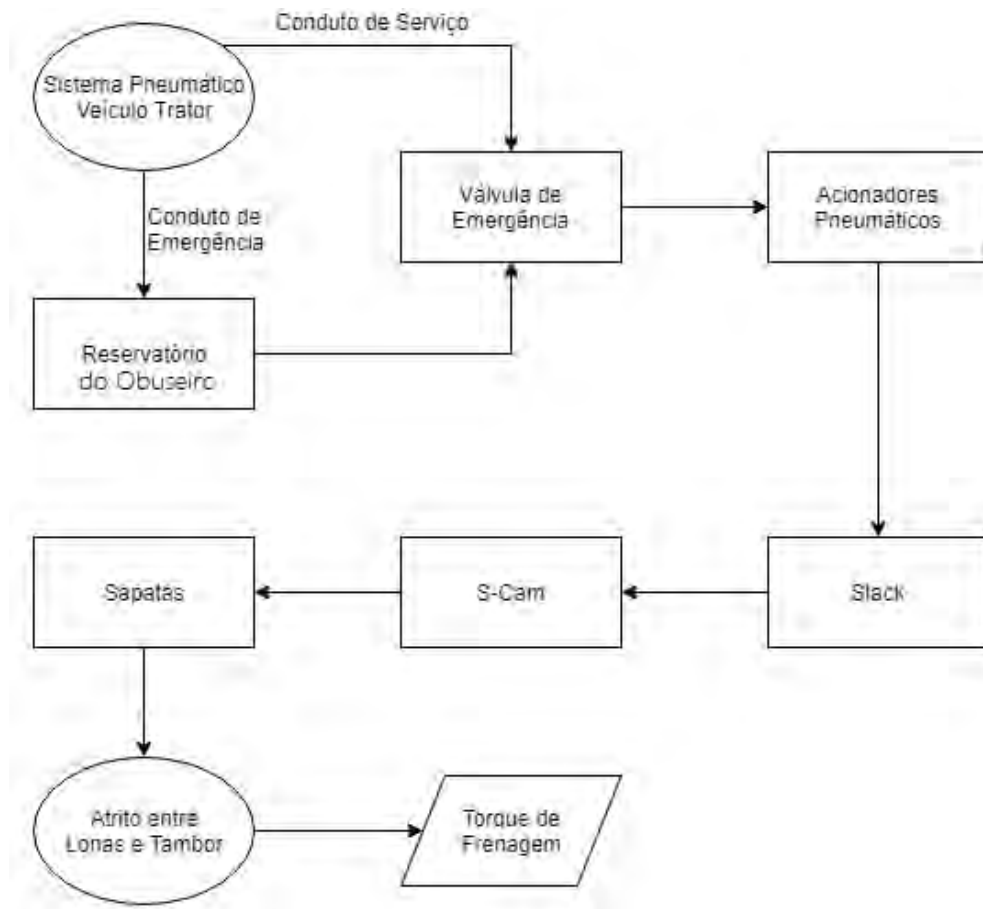 Conduto de Serviço
Sistema Pneumático
Veículo Trator
Conduto de
Emergência
Válvula de
Emergência
Acionadores
Pneumáticos
Reservatório
do Obuseiro
Sapatas
S-Cam
Slack
Atrito entre
Lonas e Tambor
Torque de
Frenagem